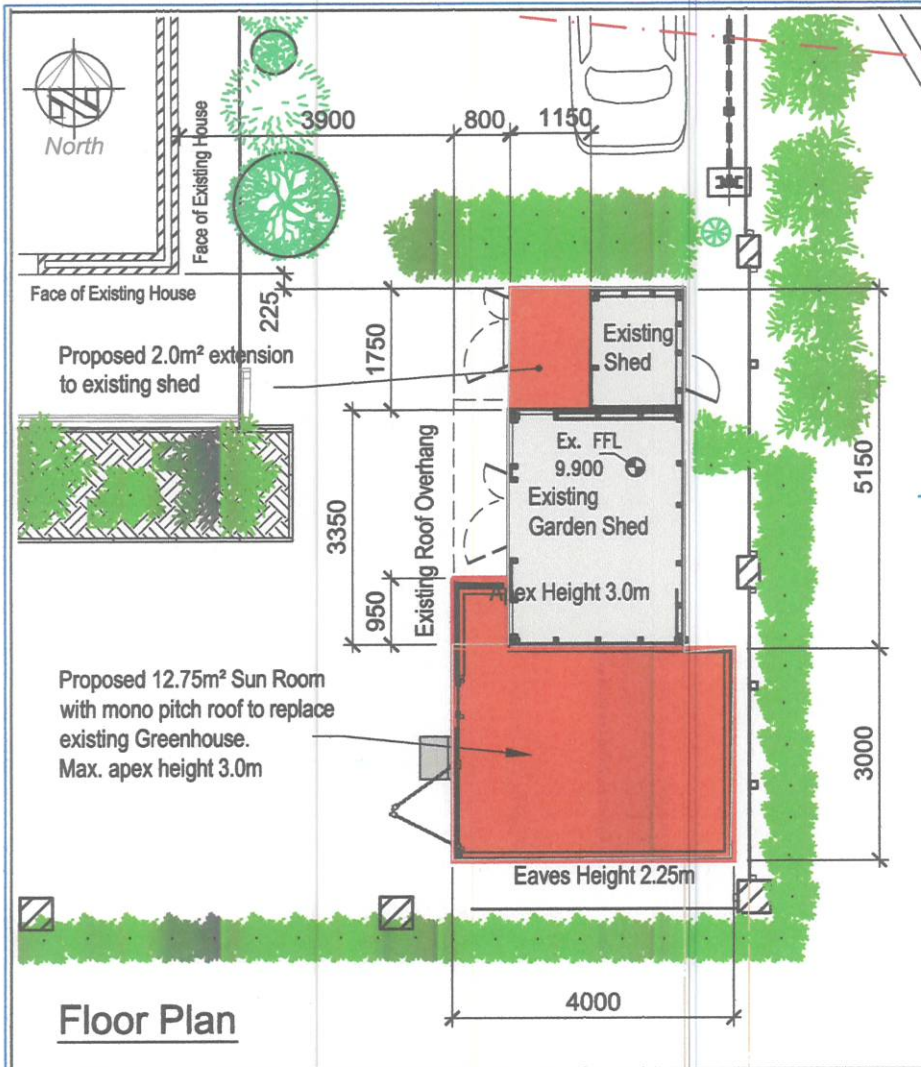 North
Face of Existing House
Face of Existing House
3900
800
1150
225
1750
Proposed 2.0m² extension
to existing shed
Existing
Shed
Ex. FFL
9.900
Existing
Garden Shed
5150
3350
Existing Roof Overhang
950
Apex Height 3.0m
Proposed 12.75m² Sun Room
with mono pitch roof to replace
existing Greenhouse.
Max. apex height 3.0m
3000
Eaves Height 2.25m
4000
Floor Plan